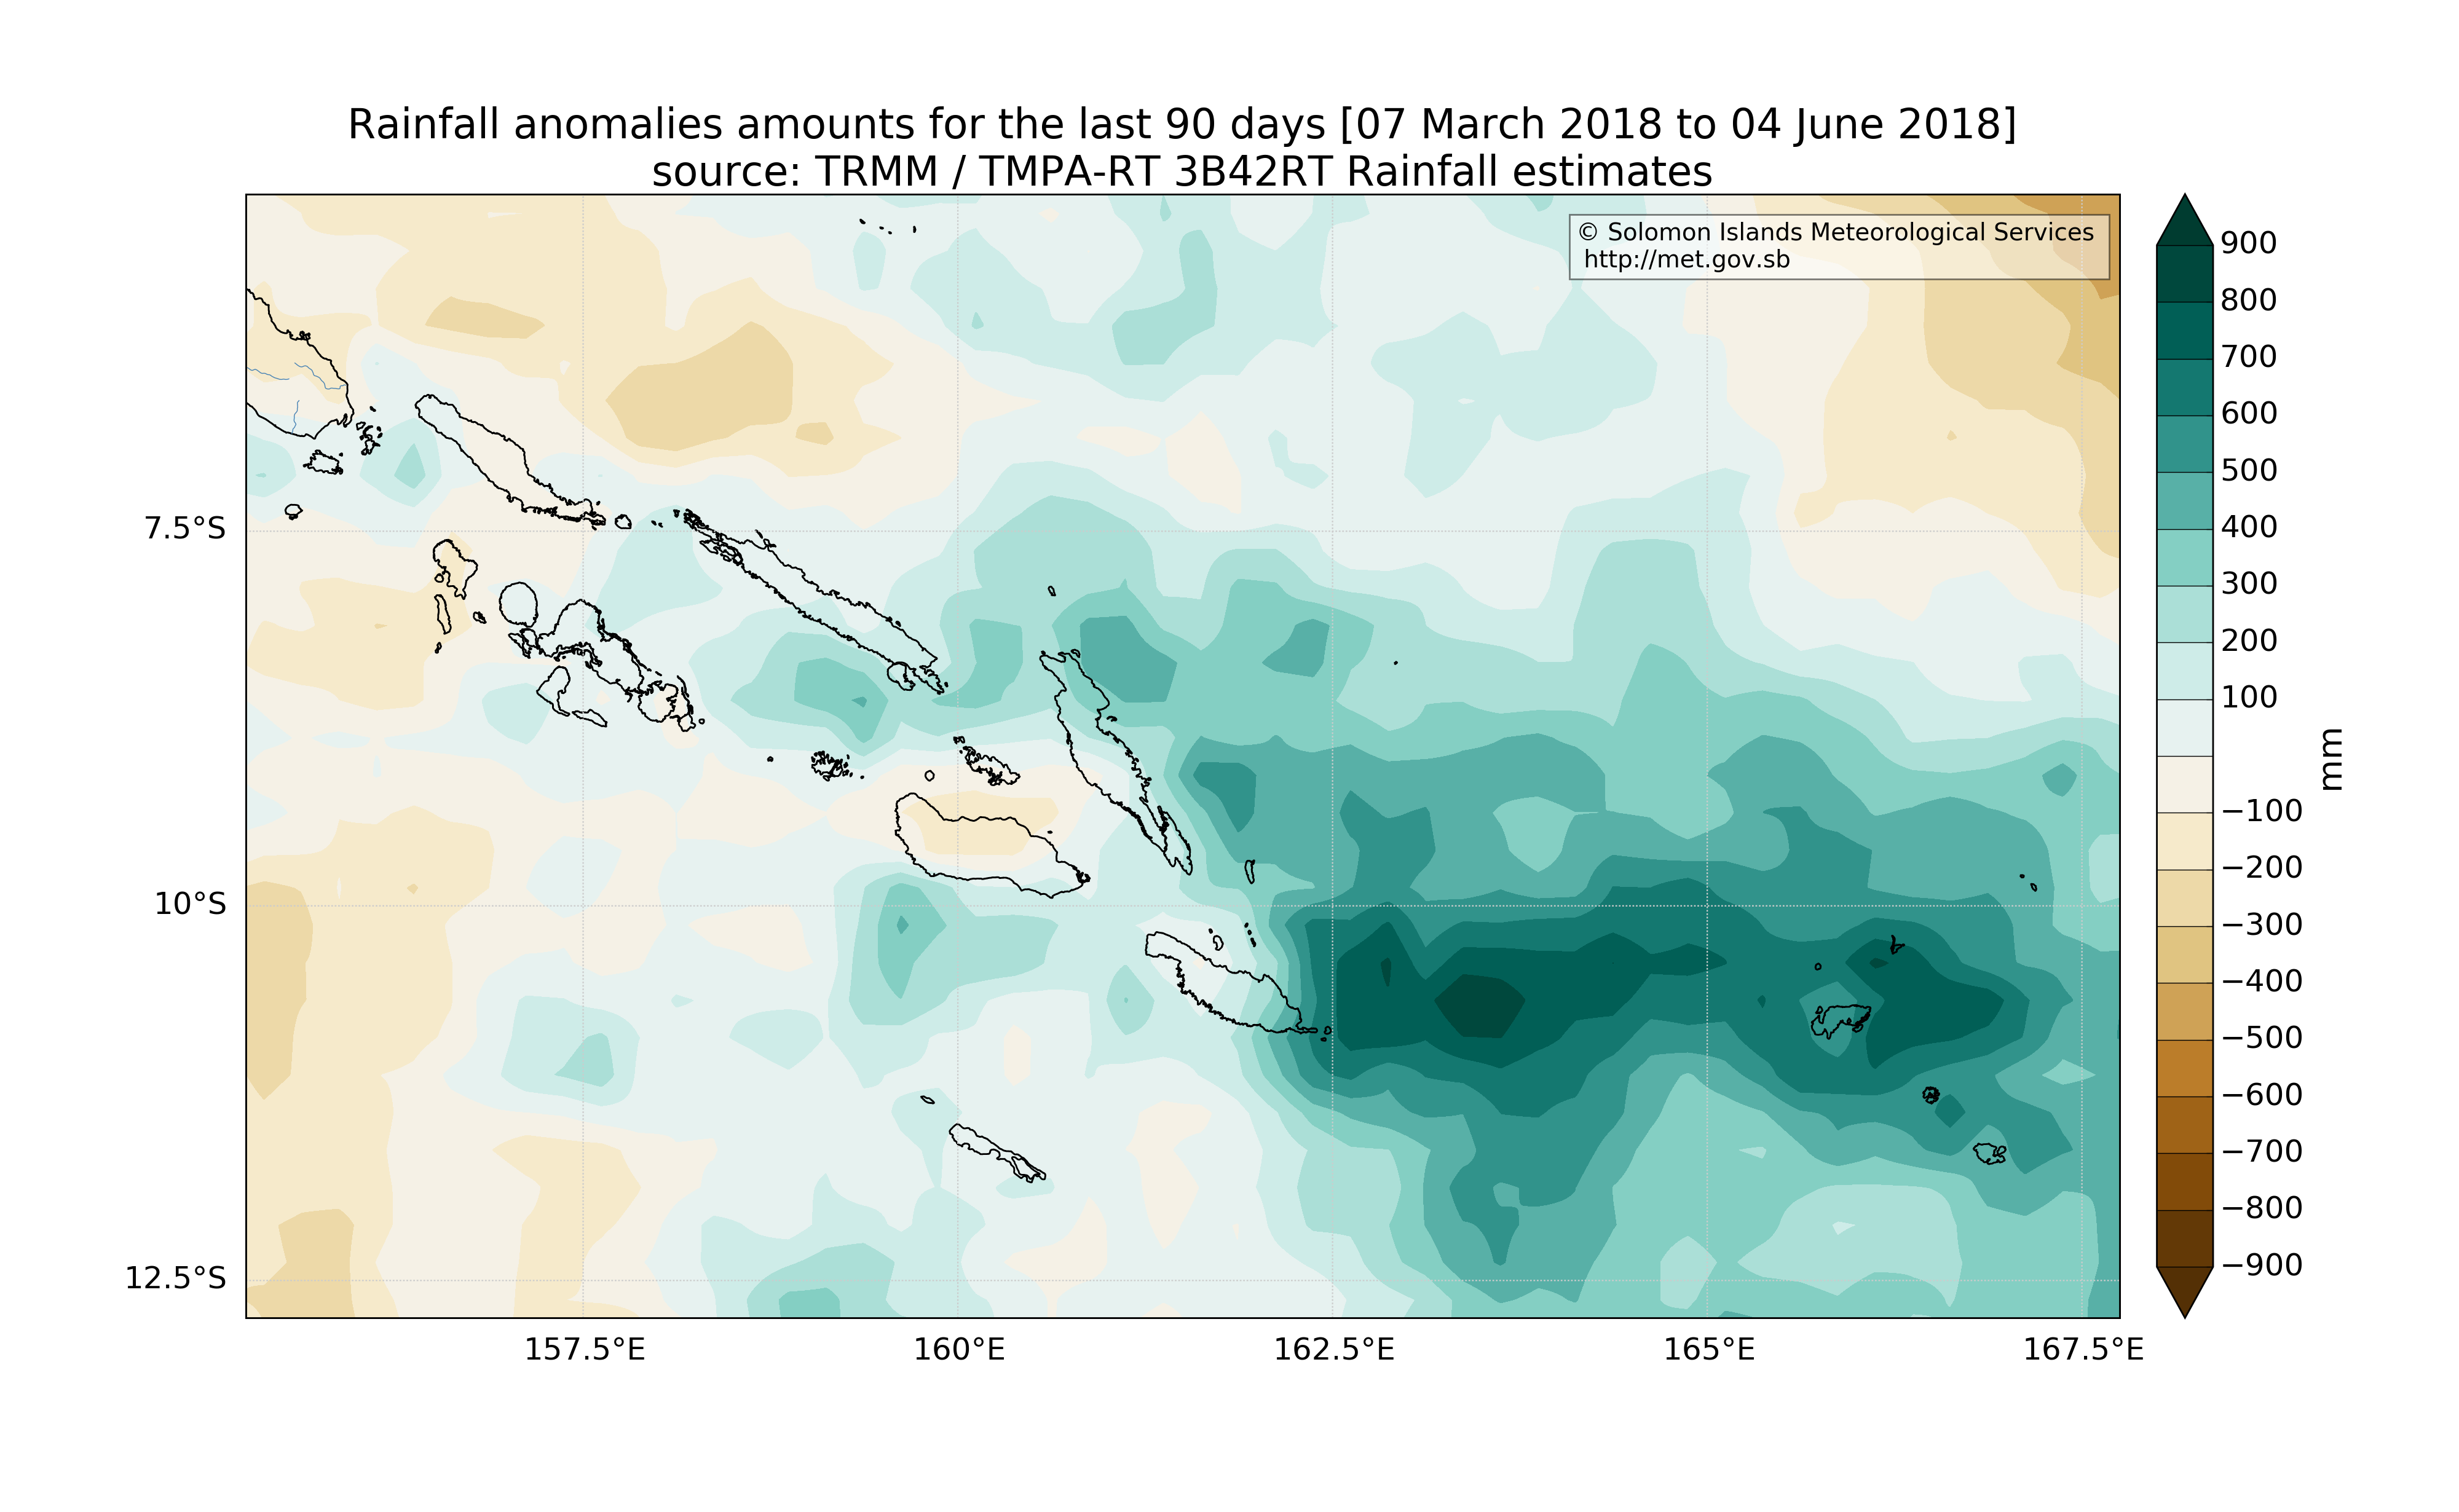 Rainfall anomalies amounts for the last 90 days [07 March 2018 to 04 June 2018]
source: TRMM / TMPA-RT 3B42RT Rainfall estimates
© Solomon Islands Meteorological Services
http://met.gov.sb
7.5°S
10°S
12.5°S
157.5°E
160°E
162.5°E
165°E
167.5°E
900
800
700
600
500
400
300
200
100
−100
−200
−300
−400
−500
−600
−700
−800
−900
mm